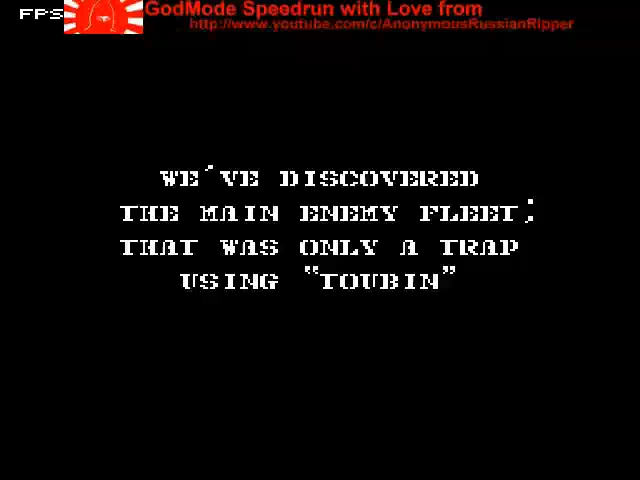 FPS
GodMode Speedrun with Love from
http://www.youtube.com/c/AnonymousRussianRipper
WE'VE DISCOVERED
THE MAIN ENEMY FLEET;
THAT WAS ONLY A TRAP
USING "TOUBIN"